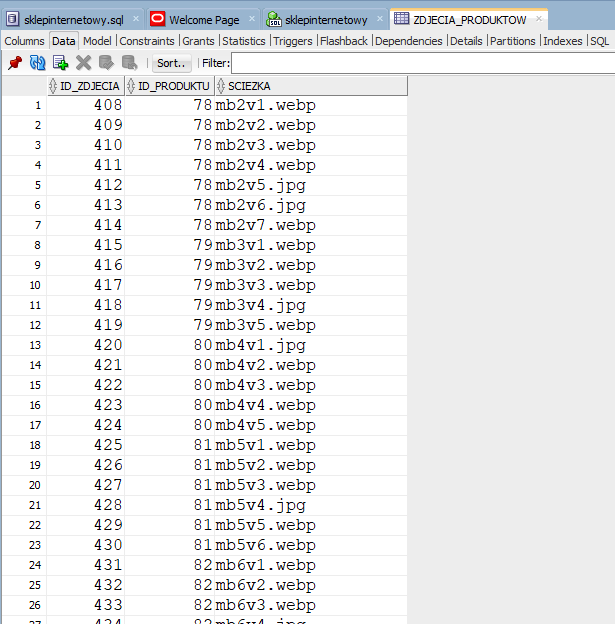 sklepinternetowy.sql Welcome Page sklepinternetowy ZDJECIA_PRODUKTOW
Columns Data Model Constraints Grants Statistics Triggers Flashback Dependencies Details Partitions Indexes SQL
Sort.. Filter:
ID_ZDJECIA ID_PRODUKTU SCIEZKA
1 408 78 mb2v1.webp
2 409 78 mb2v2.webp
3 410 78 mb2v3.webp
4 411 78 mb2v4.webp
5 412 78 mb2v5.jpg
6 413 78 mb2v6.jpg
7 414 78 mb2v7.webp
8 415 79 mb3v1.webp
9 416 79 mb3v2.webp
10 417 79 mb3v3.webp
11 418 79 mb3v4.jpg
12 419 79 mb3v5.webp
13 420 80 mb4v1.jpg
14 421 80 mb4v2.webp
15 422 80 mb4v3.webp
16 423 80 mb4v4.webp
17 424 80 mb4v5.webp
18 425 81 mb5v1.webp
19 426 81 mb5v2.webp
20 427 81 mb5v3.webp
21 428 81 mb5v4.jpg
22 429 81 mb5v5.webp
23 430 81 mb5v6.webp
24 431 82 mb6v1.webp
25 432 82 mb6v2.webp
26 433 82 mb6v3.webp
27 434 82 mb6v4.jpg